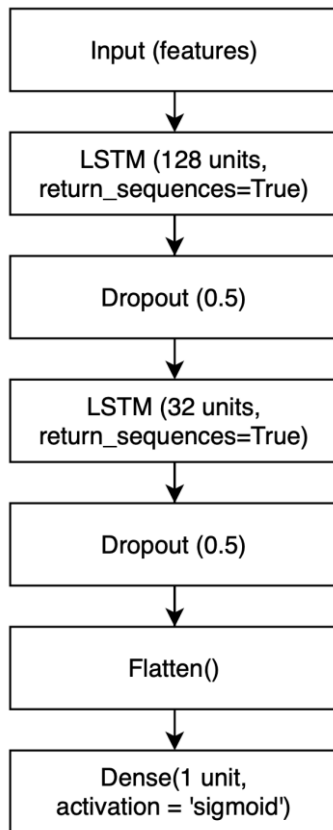 Input (features)
LSTM (128 units,
return_sequences=True)
Dropout (0.5)
LSTM (32 units,
return_sequences=True)
Dropout (0.5)
Flatten()
Dense(1 unit,
activation = 'sigmoid')